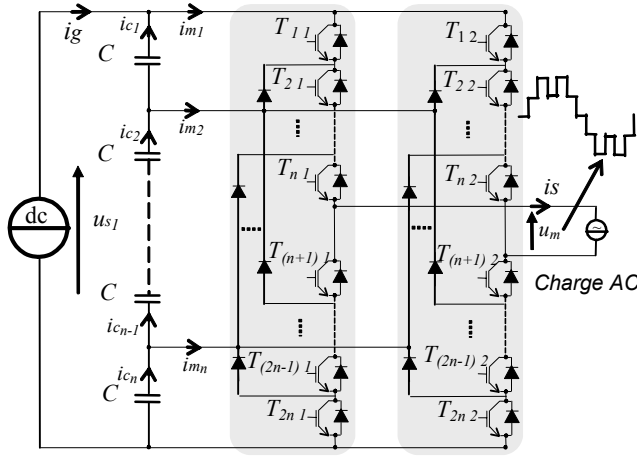 ig
ic1
im1
C
T1 1
T1 2
T2 1
T2 2
ic2
im2
C
Tn 1
Tn 2
dc
us1
is
um
~
T(n+1) 1
T(n+1) 2
Charge AC
C
icn-1
imn
T(2n-1) 1
T(2n-1) 2
icn
C
T2n 1
T2n 2